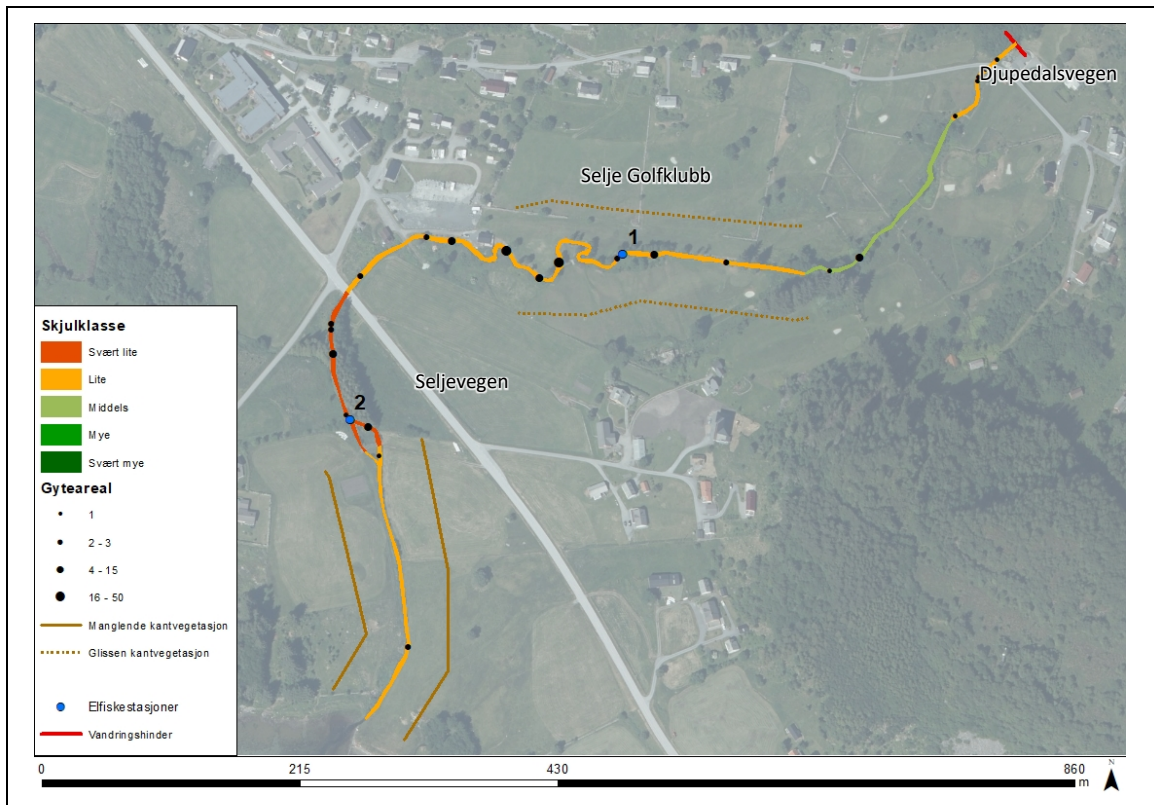 Djupedalsvegen
Selje Golfklubb
1
Seljevegen
2
Skjulklasse
Svært lite
Lite
Middels
Mye
Svært mye
Gyteareal
1
2 - 3
4 - 15
16 - 50
Manglende kantvegetasjon
Glissen kantvegetasjon
Elfiskestasjoner
Vandringshinder
0 215 430 860
m
N